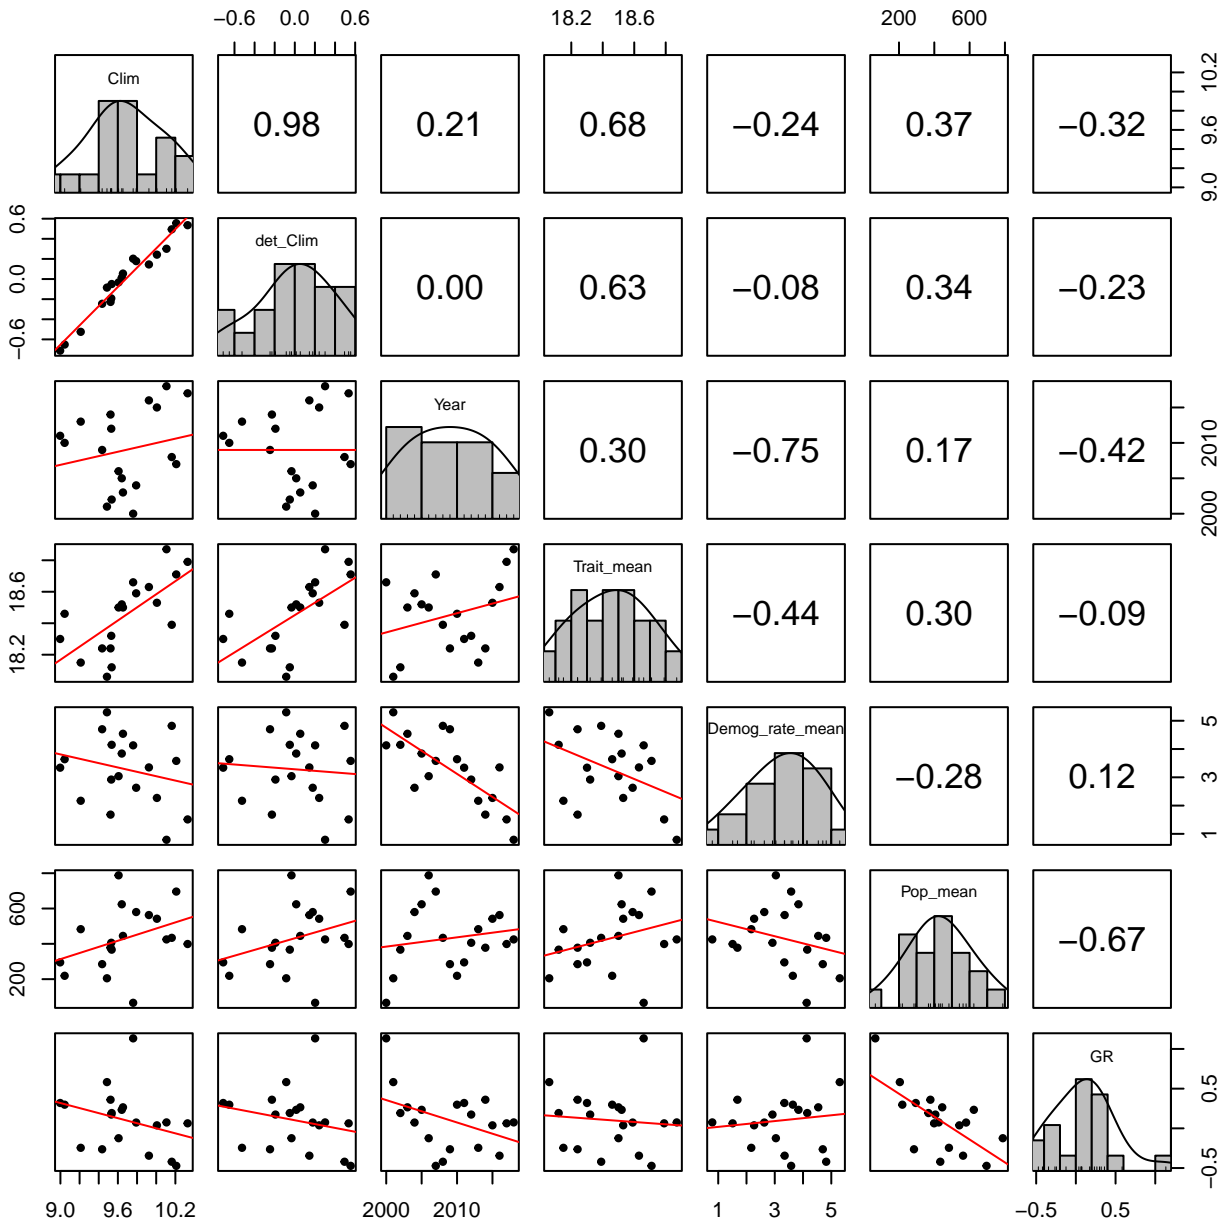 −0.6 0.0 0.6 18.2 18.6 200 600
Clim
0.98 0.21 0.68 −0.24 0.37 −0.32
9.0 9.6 10.2
−0.6 0.0 0.6
det_Clim
0.00 0.63 −0.08 0.34 −0.23
Year
0.30 −0.75 0.17 −0.42
2000 2010
18.2 18.6
Trait_mean
−0.44 0.30 −0.09
Demog_rate_mean
−0.28 0.12
1 3 5
200 600
Pop_mean
−0.67
GR
−0.5 0.5
9.0 9.6 10.2 2000 2010 1 3 5 −0.5 0.5